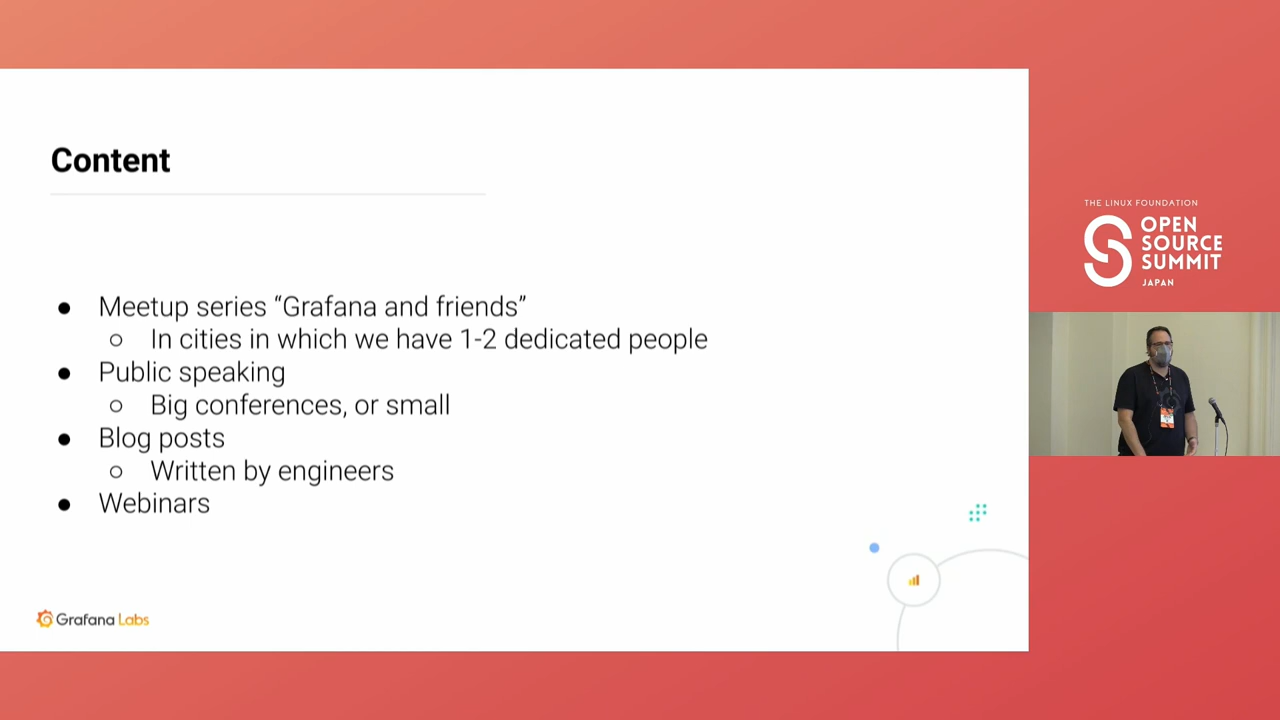 Content
● Meetup series “Grafana and friends”
○ In cities in which we have 1-2 dedicated people
● Public speaking
○ Big conferences, or small
● Blog posts
○ Written by engineers
● Webinars
Grafana Labs
THE LINUX FOUNDATION
OPEN
SOURCE
SUMMIT
JAPAN